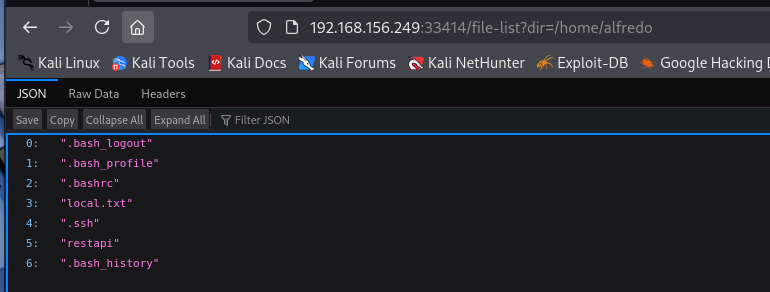 192.168.156.249:33414/file-list?dir=/home/alfredo
Kali Linux Kali Tools Kali Docs Kali Forums Kali NetHunter Exploit-DB Google Hacking
JSON Raw Data Headers
Save Copy Collapse All Expand All Filter JSON
0: ".bash_logout"
1: ".bash_profile"
2: ".bashrc"
3: "local.txt"
4: ".ssh"
5: "restapi"
6: ".bash_history"